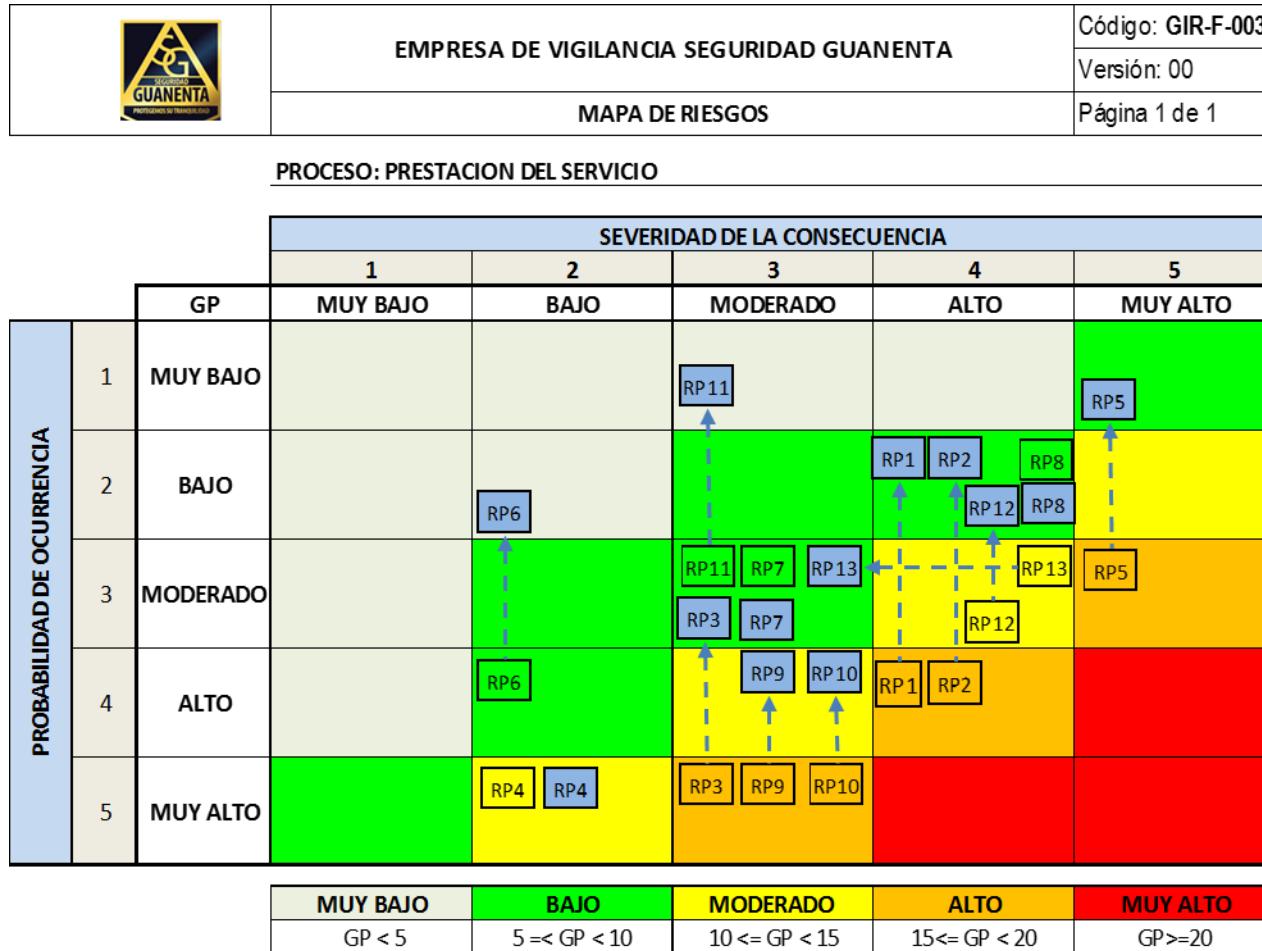 SG
SEGURIDAD
GUANENTA
PROTEGEMOS SU TRANQUILIDAD
EMPRESA DE VIGILANCIA SEGURIDAD GUANENTA
MAPA DE RIESGOS
Código: GIR-F-003
Versión: 00
Página 1 de 1
PROCESO: PRESTACION DEL SERVICIO
SEVERIDAD DE LA CONSECUENCIA
1 2 3 4 5
GP MUY BAJO BAJO MODERADO ALTO MUY ALTO
PROBABILIDAD DE OCURRENCIA
1 MUY BAJO
RP11 RP5
2 BAJO
RP1 RP2 RP8
RP6 RP12 RP8
3 MODERADO
RP11 RP7 RP13 RP13 RP5
RP3 RP7 RP12
4 ALTO
RP6 RP9 RP10 RP1 RP2
5 MUY ALTO
RP4 RP4 RP3 RP9 RP10
MUY BAJO BAJO MODERADO ALTO MUY ALTO
GP < 5 5 =< GP < 10 10 <= GP < 15 15<= GP < 20 GP>=20